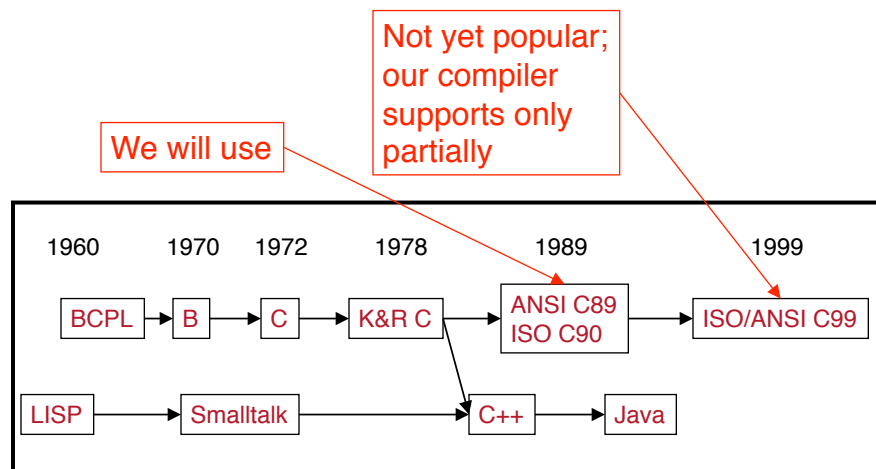 Not yet popular;
our compiler
supports only
partially
We will use
1960 1970 1972 1978 1989 1999
BCPL B C K&R C ANSI C89 ISO/ANSI C99
ISO C90
LISP Smalltalk C++ Java